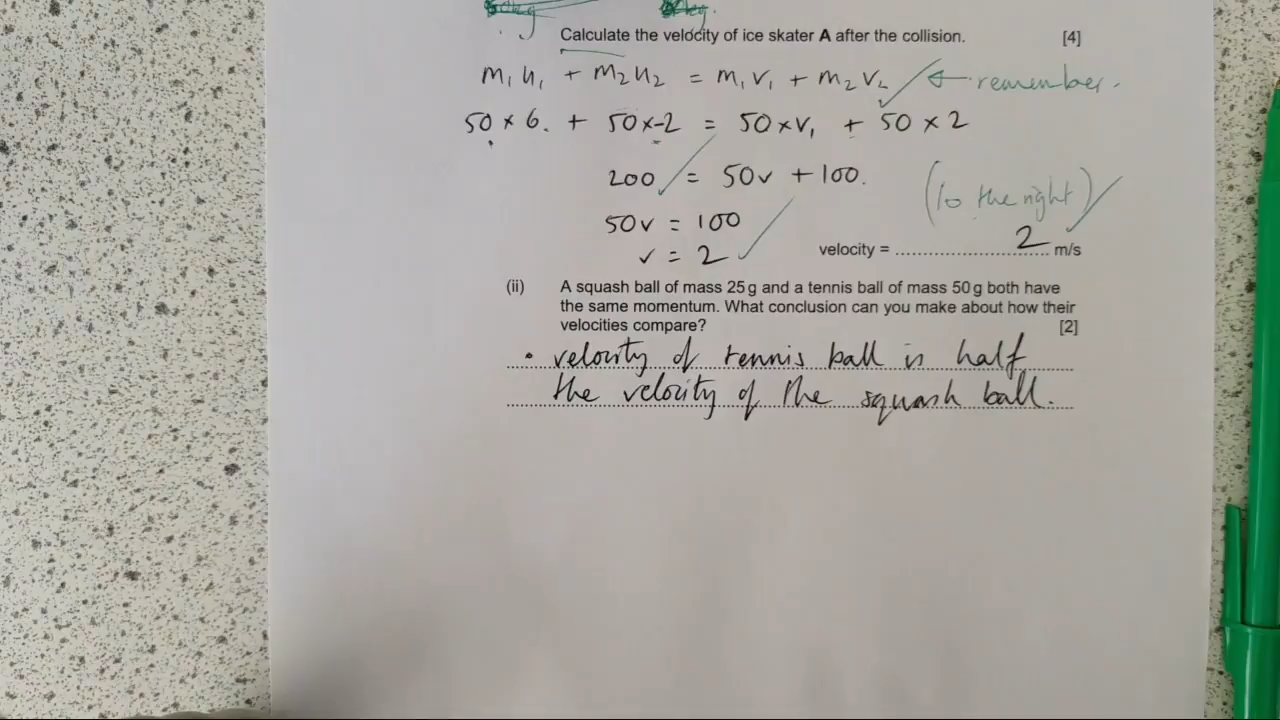 Calculate the velocity of ice skater A after the collision. [4]
m₁u₁ + m₂u₂ = m₁v₁ + m₂v₂ ✓ ← remember.
50 × 6. + 50×-2 = 50×v₁ + 50 × 2
200 ✓ = 50v + 100.
(to the right) ✓
50v = 100
v = 2 ✓
velocity = 2 m/s
(ii) A squash ball of mass 25 g and a tennis ball of mass 50 g both have
the same momentum. What conclusion can you make about how their
velocities compare? [2]
• velocity of tennis ball is half
the velocity of the squash ball.